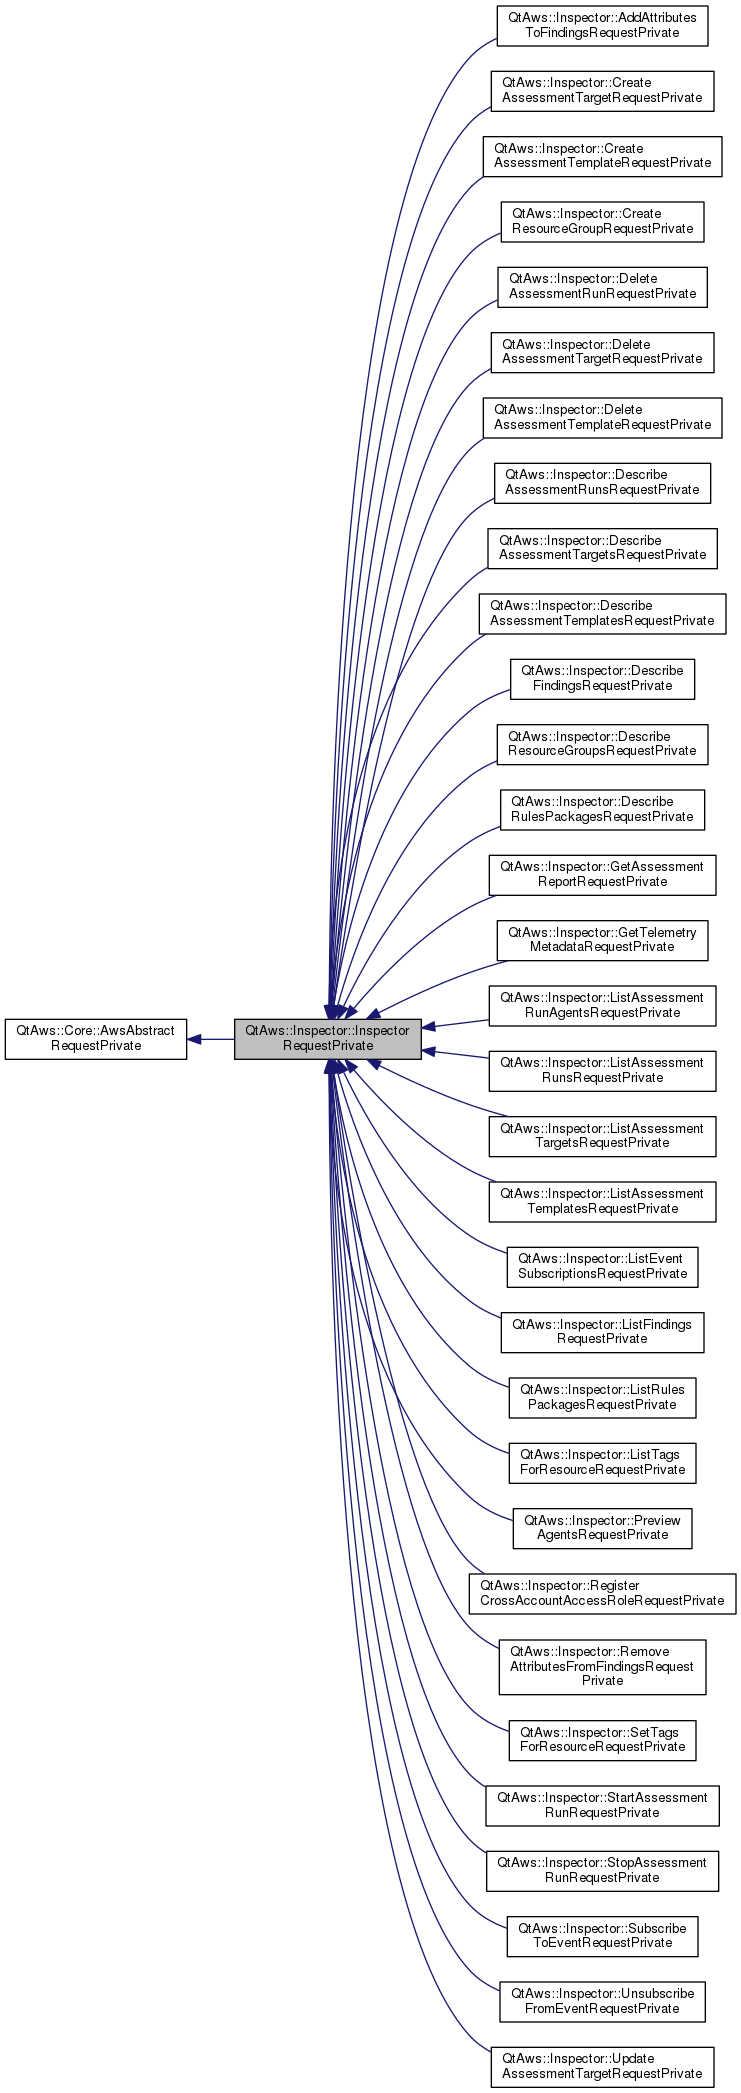 QtAws::Inspector::AddAttributes
ToFindingsRequestPrivate
QtAws::Inspector::Create
AssessmentTargetRequestPrivate
QtAws::Inspector::Create
AssessmentTemplateRequestPrivate
QtAws::Inspector::Create
ResourceGroupRequestPrivate
QtAws::Inspector::Delete
AssessmentRunRequestPrivate
QtAws::Inspector::Delete
AssessmentTargetRequestPrivate
QtAws::Inspector::Delete
AssessmentTemplateRequestPrivate
QtAws::Inspector::Describe
AssessmentRunsRequestPrivate
QtAws::Inspector::Describe
AssessmentTargetsRequestPrivate
QtAws::Inspector::Describe
AssessmentTemplatesRequestPrivate
QtAws::Inspector::Describe
FindingsRequestPrivate
QtAws::Inspector::Describe
ResourceGroupsRequestPrivate
QtAws::Inspector::Describe
RulesPackagesRequestPrivate
QtAws::Inspector::GetAssessment
ReportRequestPrivate
QtAws::Inspector::GetTelemetry
MetadataRequestPrivate
QtAws::Inspector::ListAssessment
RunAgentsRequestPrivate
QtAws::Core::AwsAbstract
RequestPrivate
QtAws::Inspector::Inspector
RequestPrivate
QtAws::Inspector::ListAssessment
RunsRequestPrivate
QtAws::Inspector::ListAssessment
TargetsRequestPrivate
QtAws::Inspector::ListAssessment
TemplatesRequestPrivate
QtAws::Inspector::ListEvent
SubscriptionsRequestPrivate
QtAws::Inspector::ListFindings
RequestPrivate
QtAws::Inspector::ListRules
PackagesRequestPrivate
QtAws::Inspector::ListTags
ForResourceRequestPrivate
QtAws::Inspector::Preview
AgentsRequestPrivate
QtAws::Inspector::Register
CrossAccountAccessRoleRequestPrivate
QtAws::Inspector::Remove
AttributesFromFindingsRequest
Private
QtAws::Inspector::SetTags
ForResourceRequestPrivate
QtAws::Inspector::StartAssessment
RunRequestPrivate
QtAws::Inspector::StopAssessment
RunRequestPrivate
QtAws::Inspector::Subscribe
ToEventRequestPrivate
QtAws::Inspector::Unsubscribe
FromEventRequestPrivate
QtAws::Inspector::Update
AssessmentTargetRequestPrivate